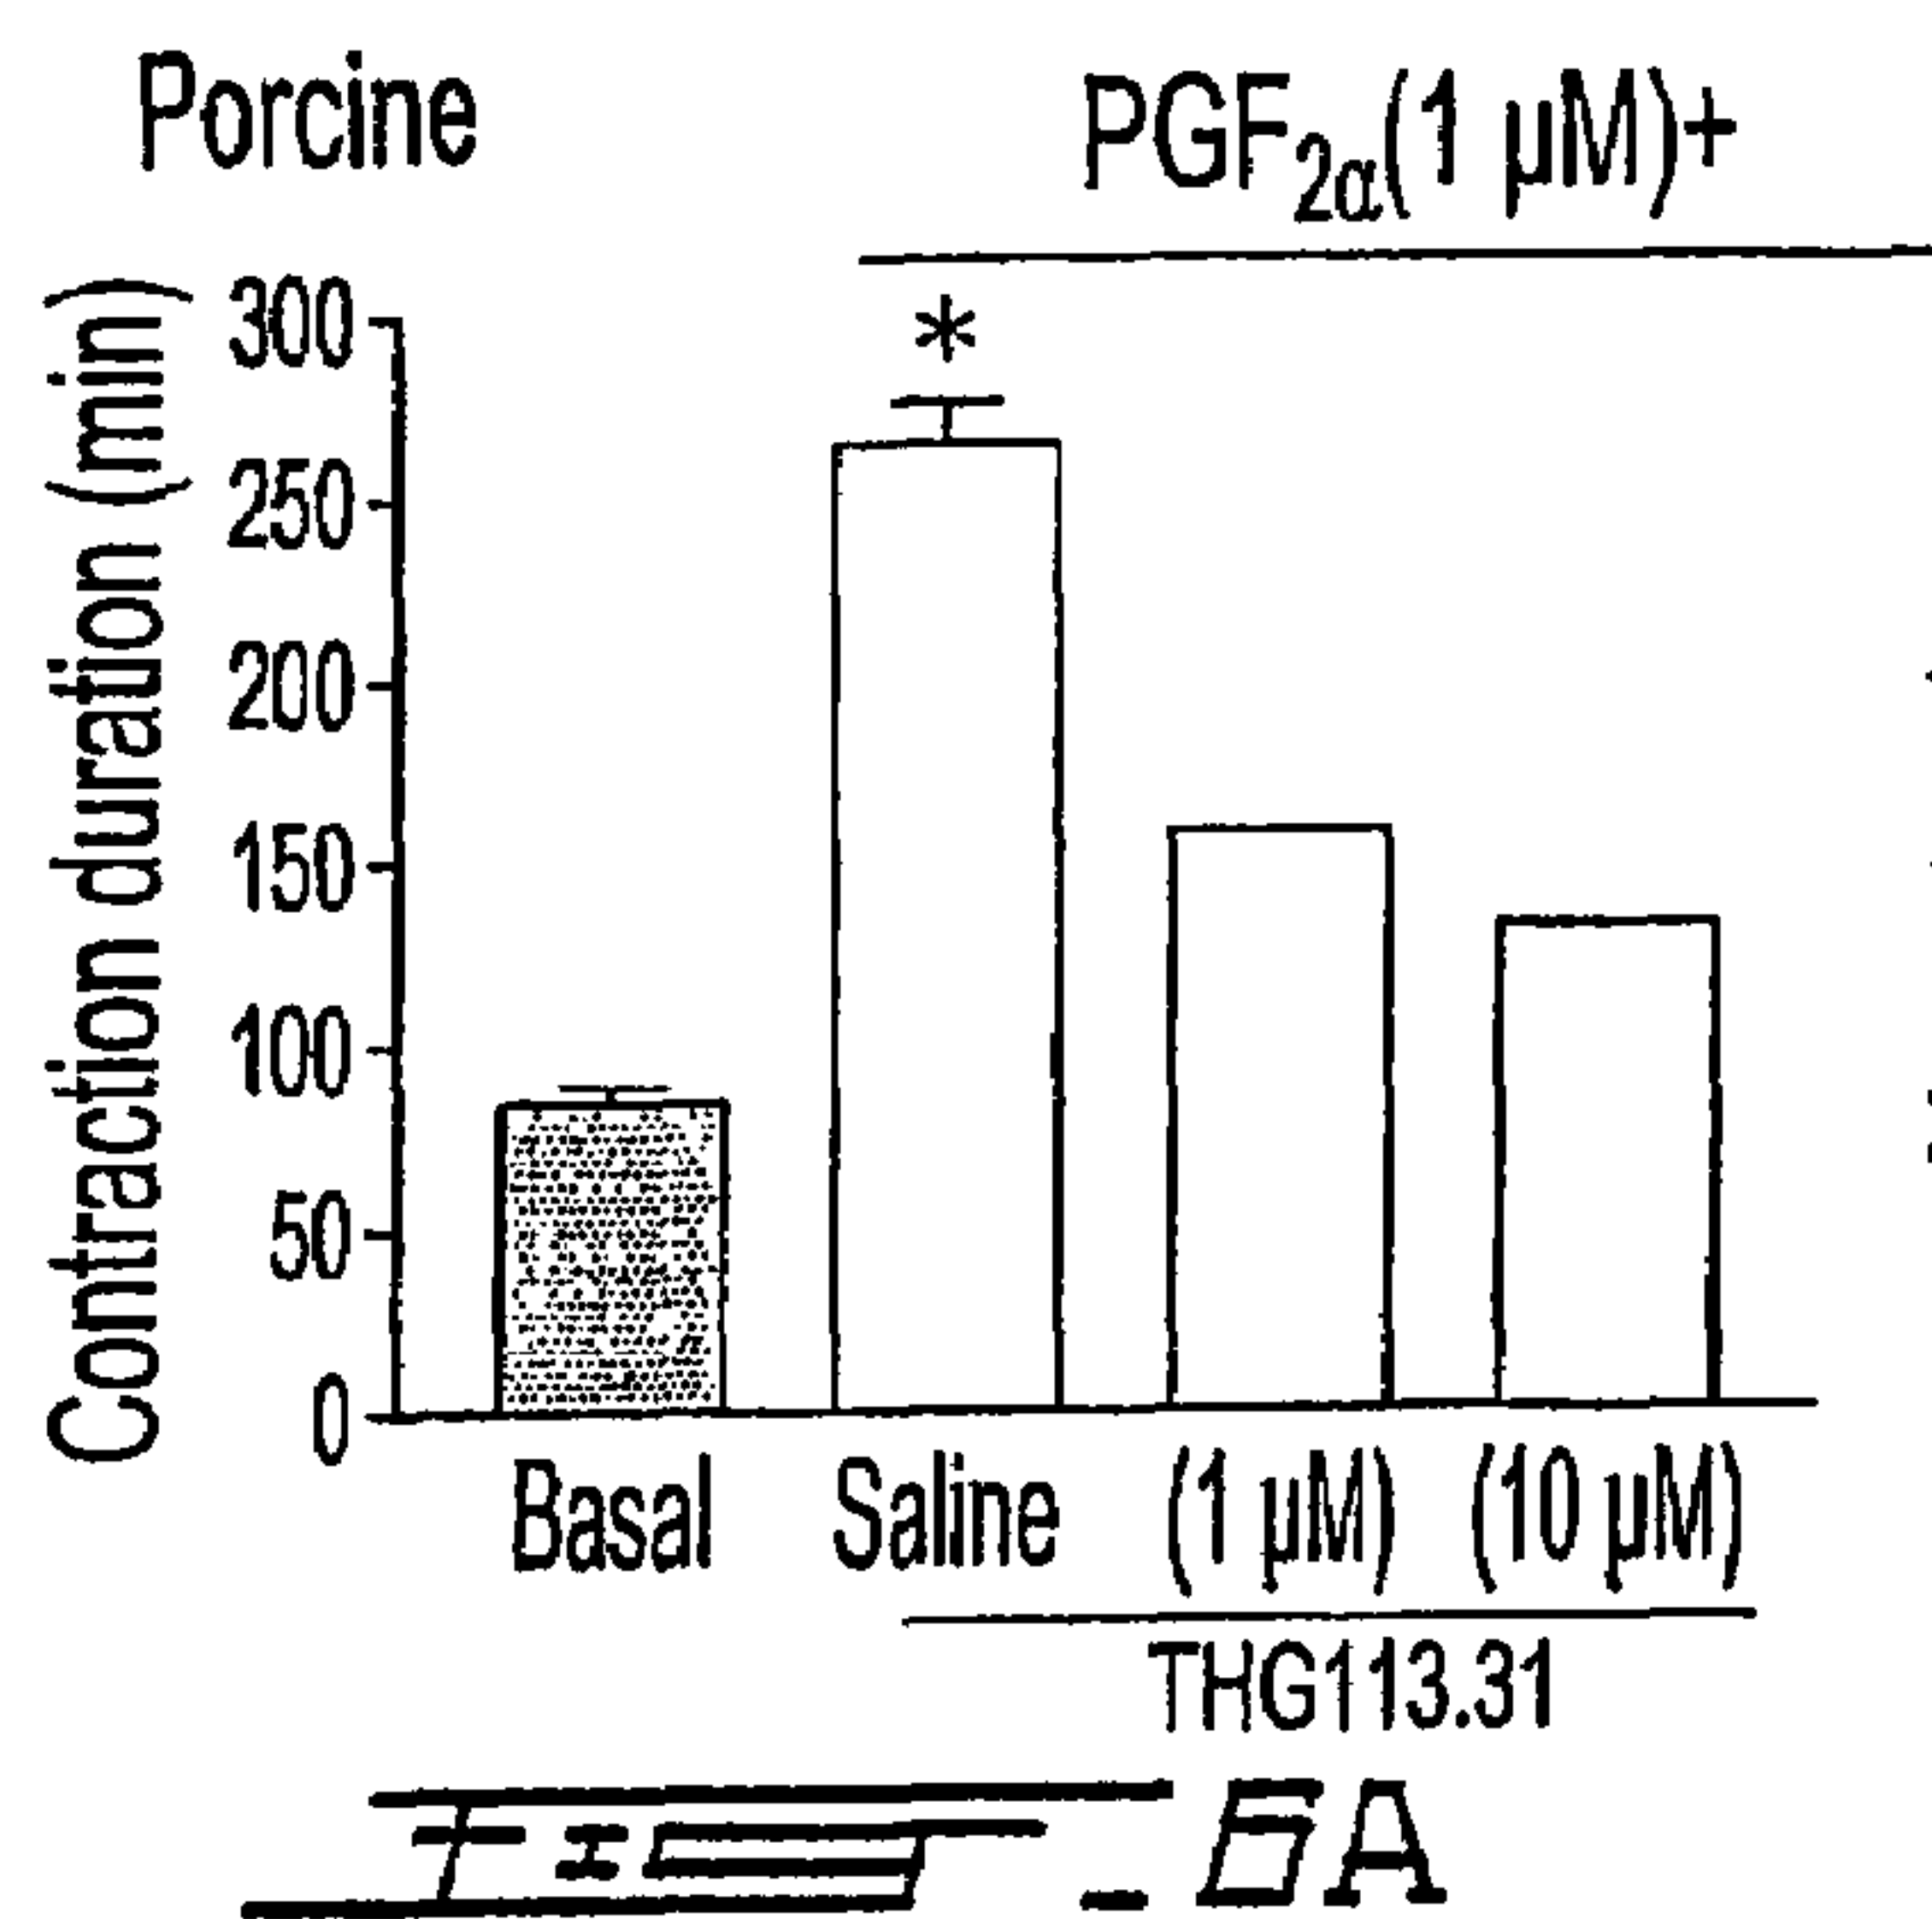 Porcine
PGF2α(1 μM)+
*
Contraction duration (min)
300
250
200
150
100
50
0
Basal Saline (1 μM) (10 μM)
THG113.31
6A